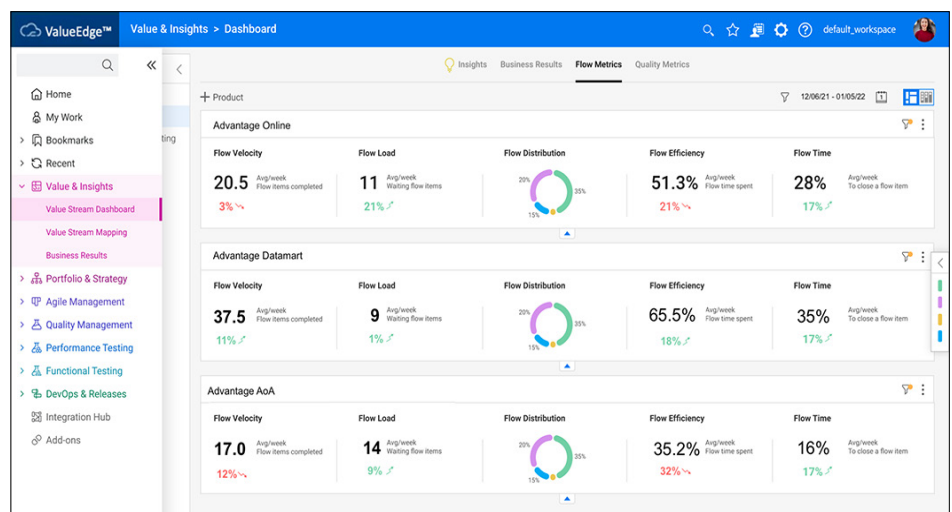 ValueEdge™
Value & Insights > Dashboard
default_workspace
Home
My Work
Bookmarks
Recent
Value & Insights
Value Stream Dashboard
Value Stream Mapping
Business Results
Portfolio & Strategy
Agile Management
Quality Management
Performance Testing
Functional Testing
DevOps & Releases
Integration Hub
Add-ons
ting
Insights Business Results Flow Metrics Quality Metrics
+ Product
12/06/21 - 01/05/22
1
Advantage Online
Flow Velocity Flow Load Flow Distribution Flow Efficiency Flow Time
20.5 Avg/week Flow items completed
3%
11 Avg/week Waiting flow items
21%
20%
35%
15%
51.3% Avg/week Flow time spent
21%
28% Avg/week To close a flow item
17%
Advantage Datamart
Flow Velocity Flow Load Flow Distribution Flow Efficiency Flow Time
37.5 Avg/week Flow items completed
11%
9 Avg/week Waiting flow items
1%
20%
35%
15%
65.5% Avg/week Flow time spent
18%
35% Avg/week To close a flow item
17%
Advantage AoA
Flow Velocity Flow Load Flow Distribution Flow Efficiency Flow Time
17.0 Avg/week Flow items completed
12%
14 Avg/week Waiting flow items
9%
20%
35%
15%
35.2% Avg/week Flow time spent
32%
16% Avg/week To close a flow item
17%